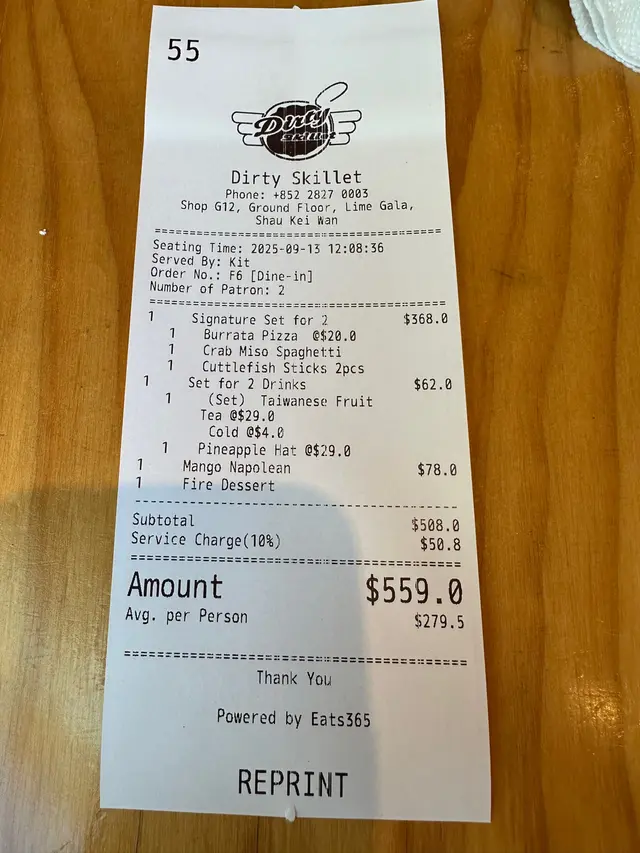 55
Dirty
Skillet
Dirty Skillet
Phone: +852 2827 0003
Shop G12, Ground Floor, Lime Gala,
Shau Kei Wan
Seating Time: 2025-09-13 12:08:36
Served By: Kit
Order No.: F6 [Dine-in]
Number of Patron: 2
1 Signature Set for 2 $368.0
1 Burrata Pizza @$20.0
1 Crab Miso Spaghetti
1 Cuttlefish Sticks 2pcs
1 Set for 2 Drinks $62.0
1 (Set) Taiwanese Fruit
Tea @$29.0
Cold @$4.0
1 Pineapple Hat @$29.0
1 Mango Napolean $78.0
1 Fire Dessert
Subtotal $508.0
Service Charge(10%) $50.8
Amount $559.0
Avg. per Person $279.5
Thank You
Powered by Eats365
REPRINT